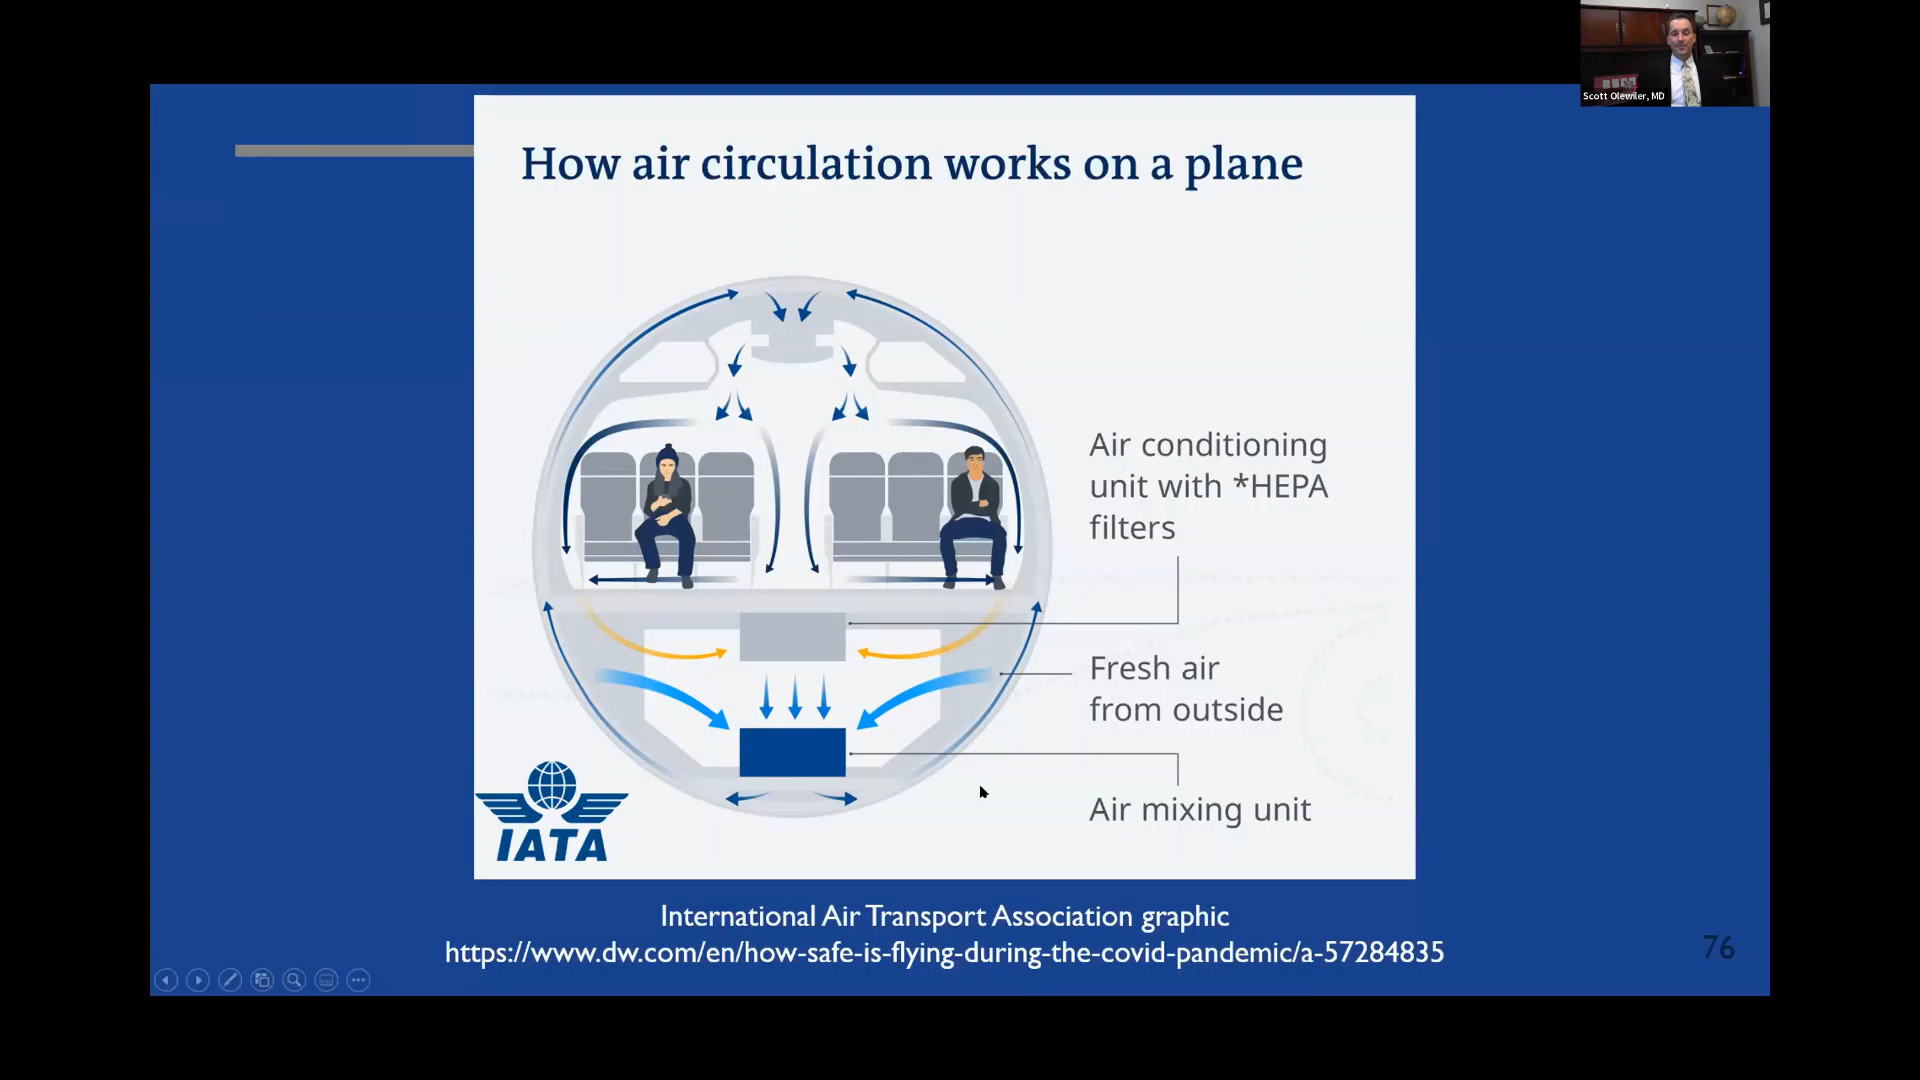 Scott Olewiler, MD
How air circulation works on a plane
Air conditioning
unit with *HEPA
filters
Fresh air
from outside
Air mixing unit
IATA
International Air Transport Association graphic
https://www.dw.com/en/how-safe-is-flying-during-the-covid-pandemic/a-57284835
76